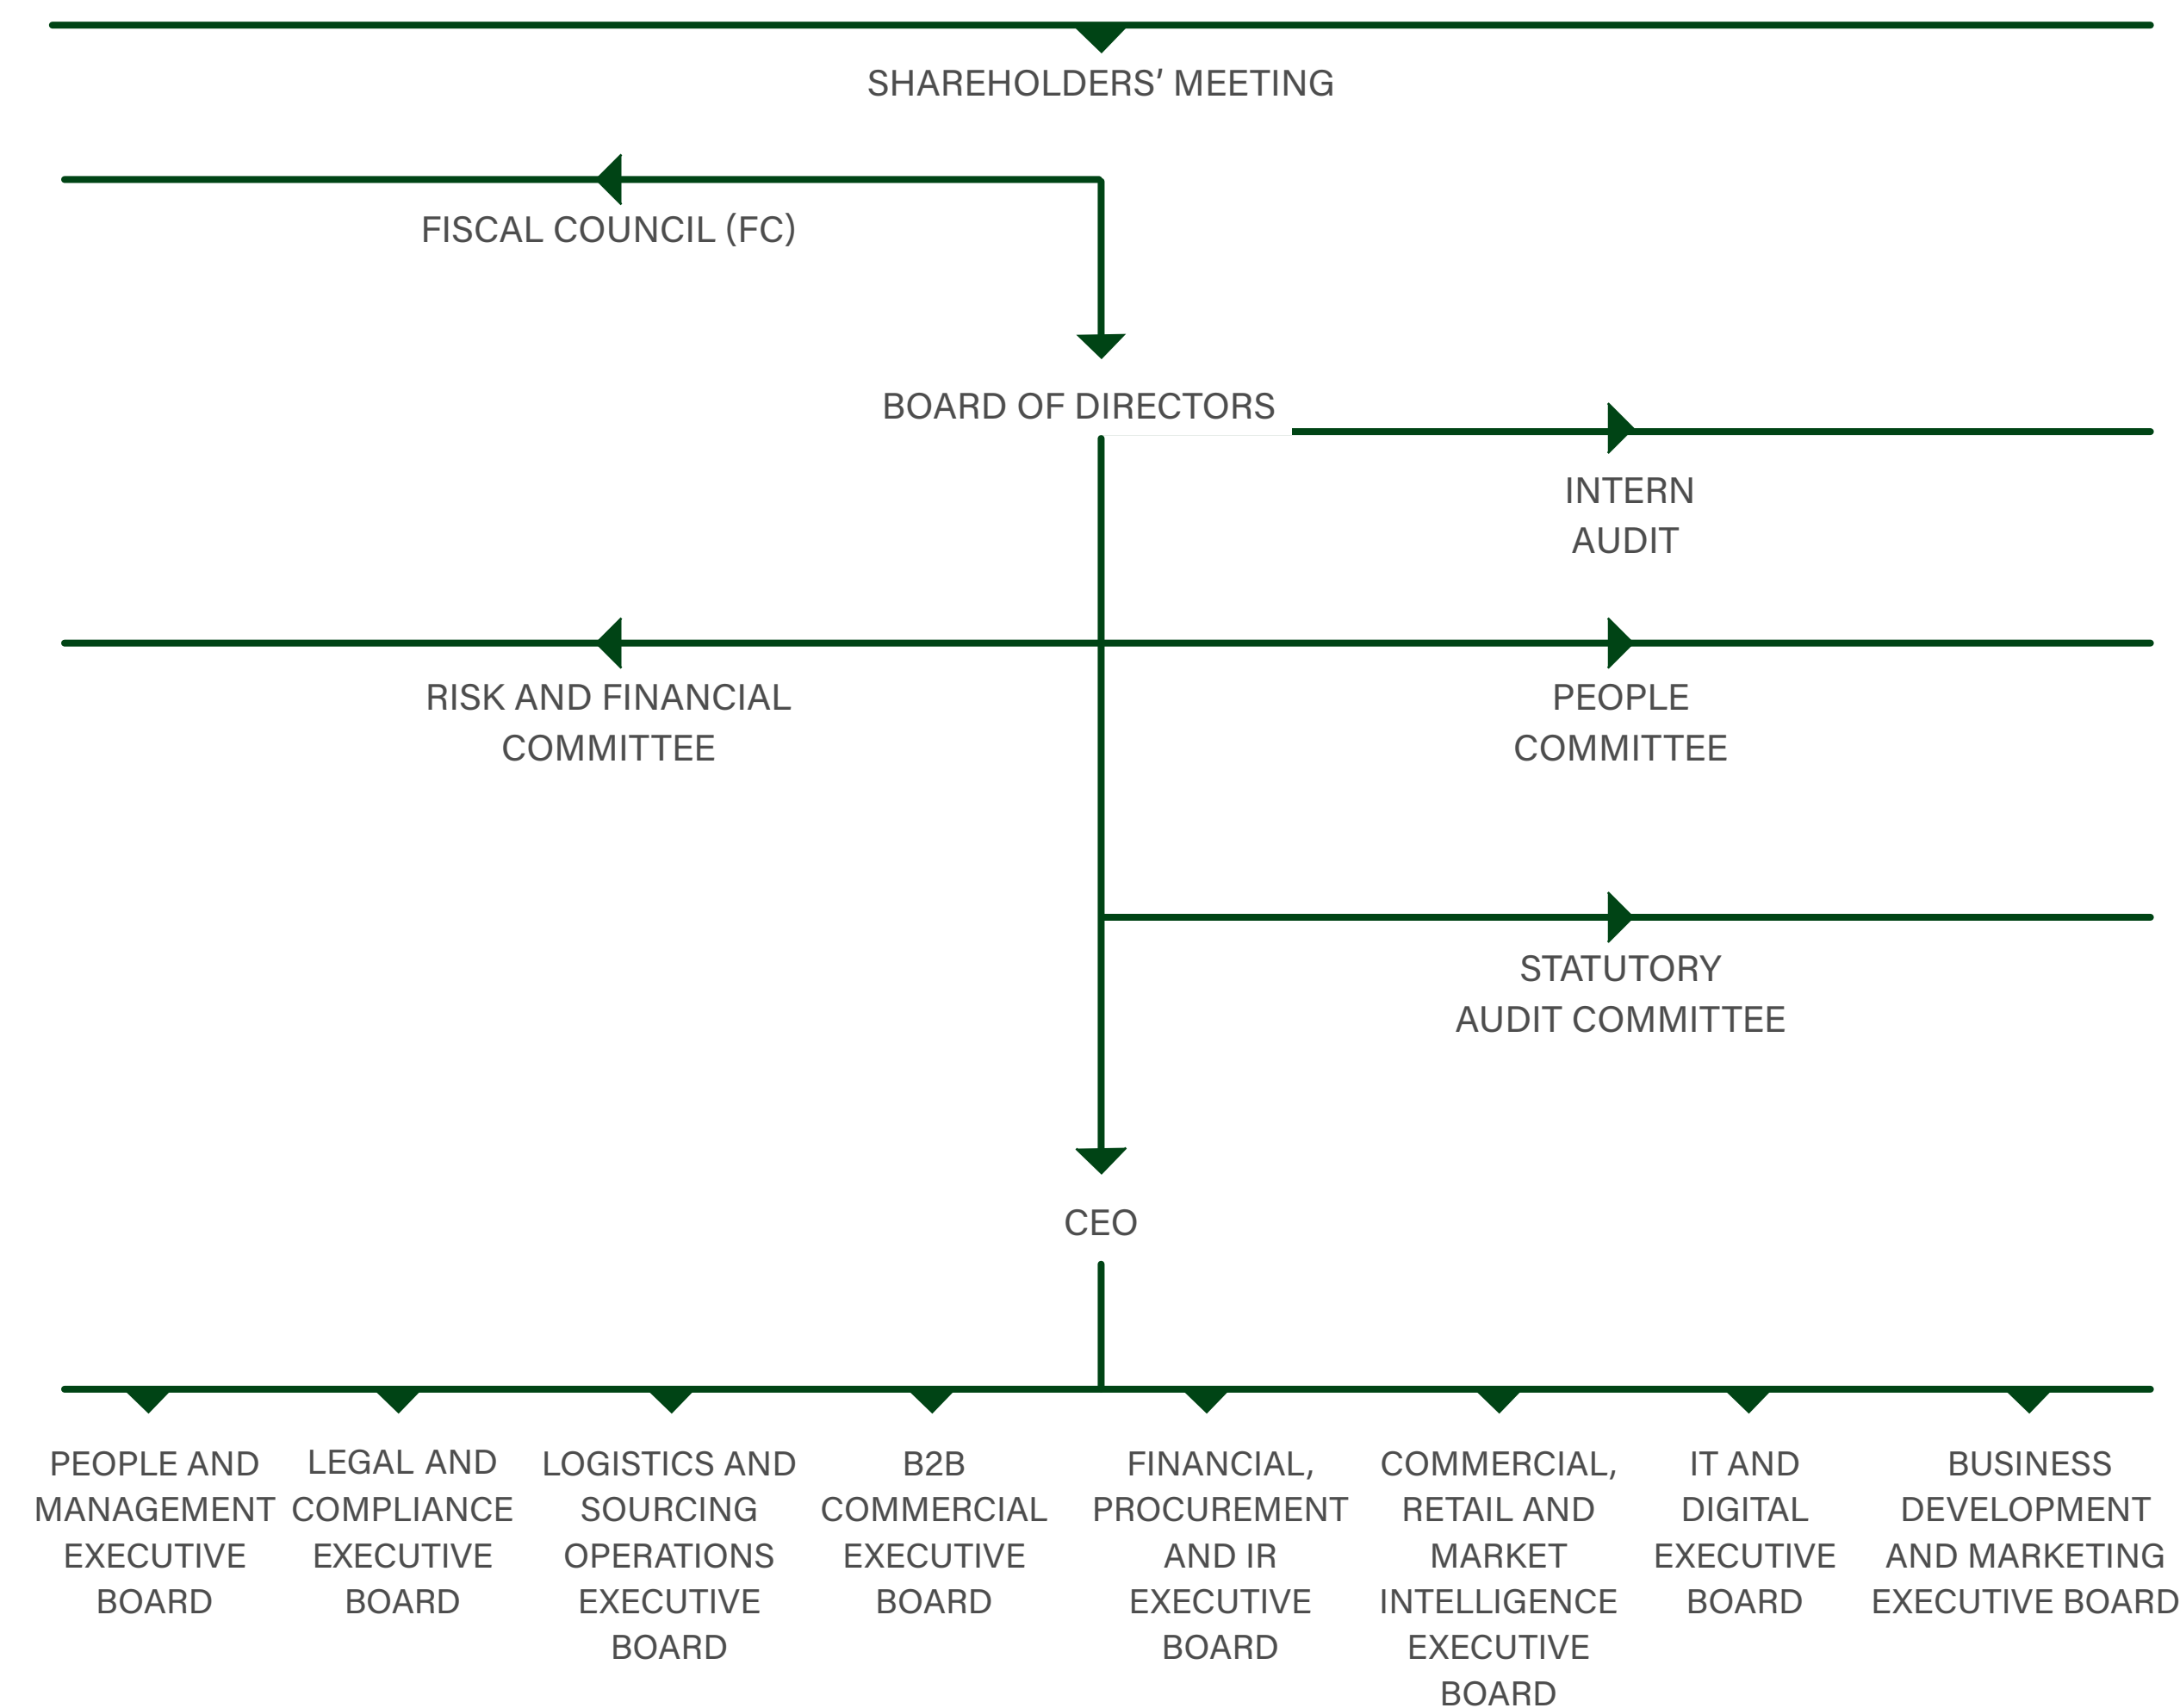 SHAREHOLDERS’ MEETING
FISCAL COUNCIL (FC)
BOARD OF DIRECTORS
INTERN
AUDIT
RISK AND FINANCIAL
COMMITTEE
PEOPLE
COMMITTEE
STATUTORY
AUDIT COMMITTEE
CEO
PEOPLE AND
MANAGEMENT
EXECUTIVE
BOARD
LEGAL AND
COMPLIANCE
EXECUTIVE
BOARD
LOGISTICS AND
SOURCING
OPERATIONS
EXECUTIVE
BOARD
B2B
COMMERCIAL
EXECUTIVE
BOARD
FINANCIAL,
PROCUREMENT
AND IR
EXECUTIVE
BOARD
COMMERCIAL,
RETAIL AND
MARKET
INTELLIGENCE
EXECUTIVE
BOARD
IT AND
DIGITAL
EXECUTIVE
BOARD
BUSINESS
DEVELOPMENT
AND MARKETING
EXECUTIVE BOARD